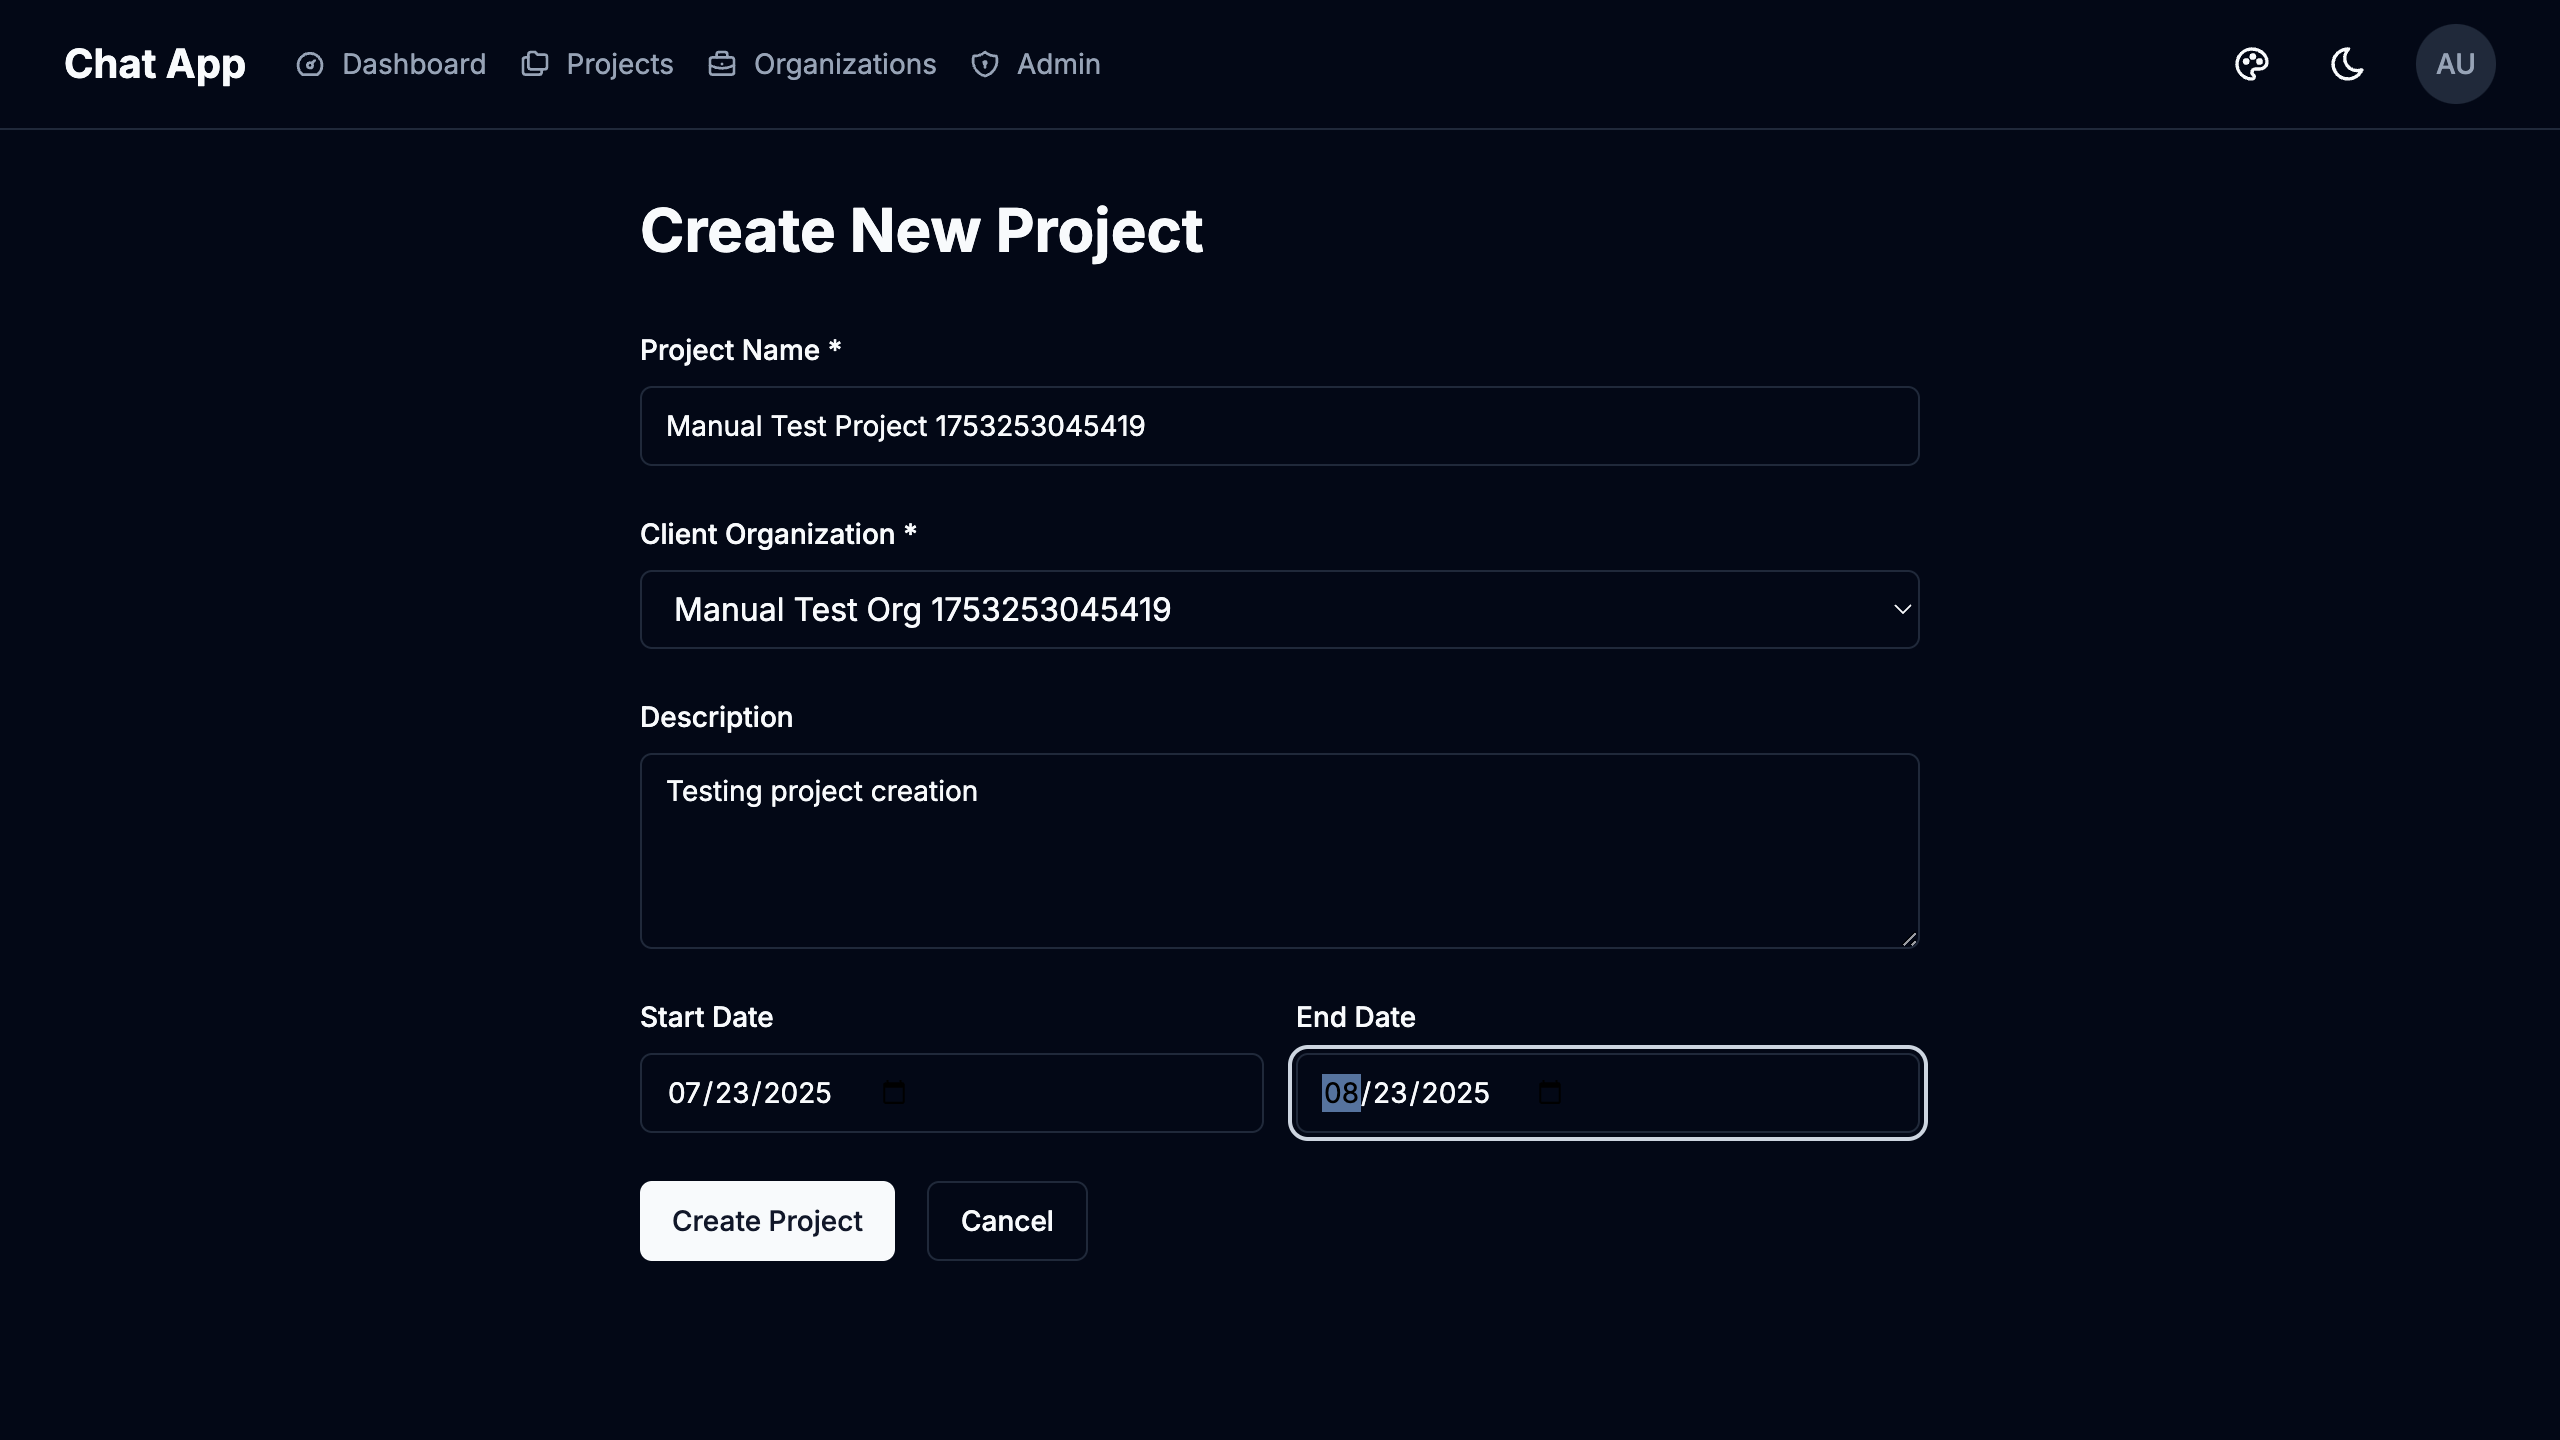 Chat App Dashboard Projects Organizations Admin AU
Create New Project
Project Name *
Manual Test Project 1753253045419
Client Organization *
Manual Test Org 1753253045419
Description
Testing project creation
Start Date End Date
07/23/2025 08/23/2025
Create Project Cancel